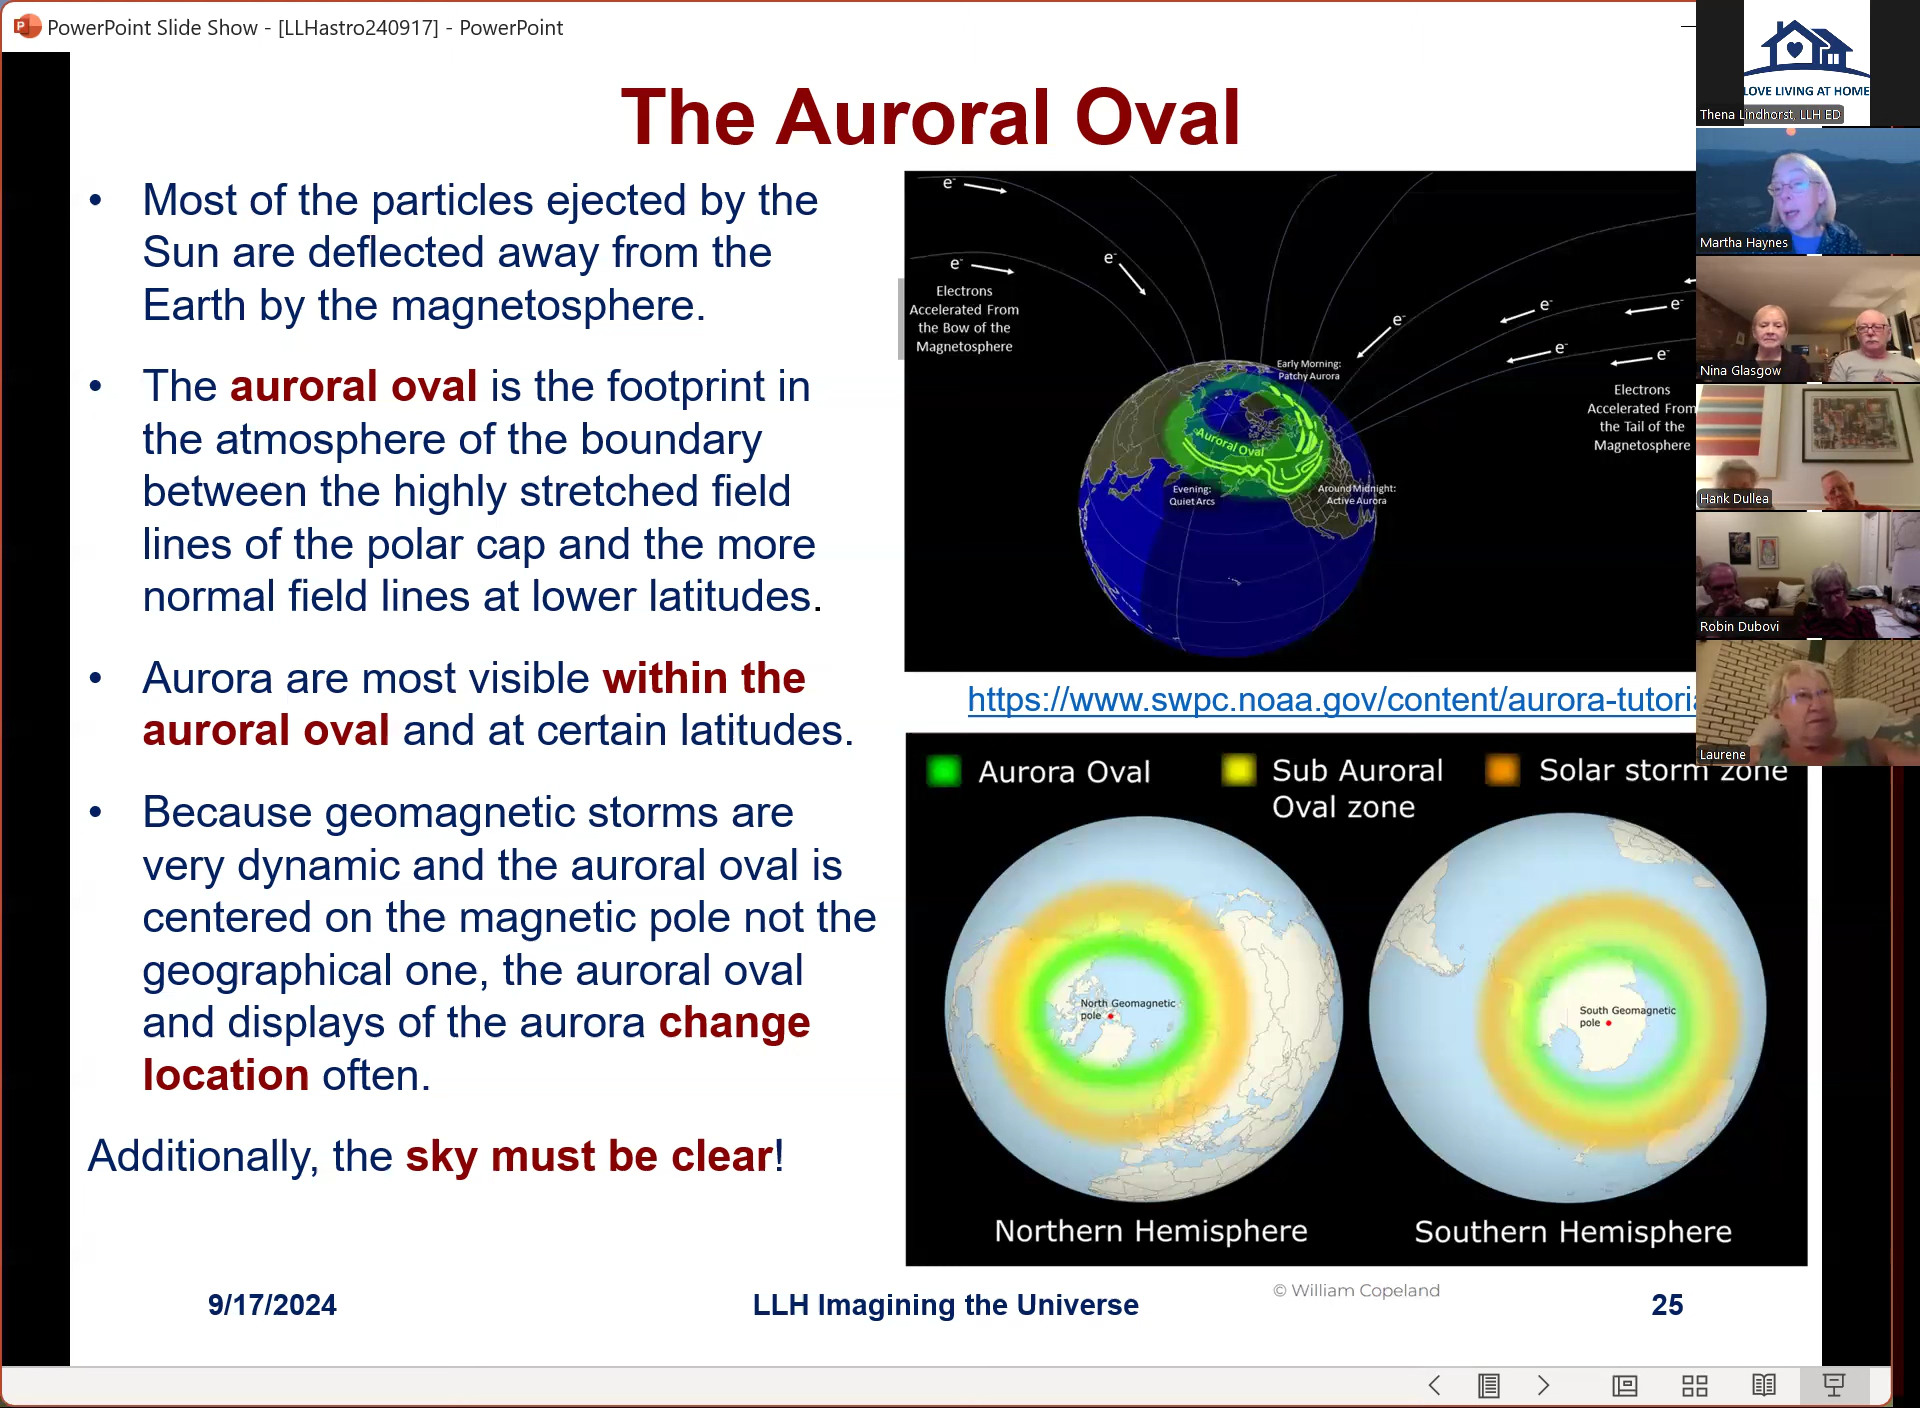 PowerPoint Slide Show - [LLHastro240917] - PowerPoint
The Auroral Oval
• Most of the particles ejected by the
Sun are deflected away from the
Earth by the magnetosphere.
• The auroral oval is the footprint in
the atmosphere of the boundary
between the highly stretched field
lines of the polar cap and the more
normal field lines at lower latitudes.
• Aurora are most visible within the
auroral oval and at certain latitudes.
• Because geomagnetic storms are
very dynamic and the auroral oval is
centered on the magnetic pole not the
geographical one, the auroral oval
and displays of the aurora change
location often.
Additionally, the sky must be clear!
e-
e-
e-
Electrons
Accelerated From
the Bow of the
Magnetosphere
e-
e-
e-
e-
e-
Electrons
Accelerated From
the Tail of the
Magnetosphere
Early Morning:
Patchy Aurora
Auroral Oval
Evening:
Quiet Arcs
Around Midnight:
Active Aurora
https://www.swpc.noaa.gov/content/aurora-tutori
Aurora Oval
Sub Auroral
Oval zone
Solar storm zone
North Geomagnetic
pole
South Geomagnetic
pole
Northern Hemisphere
Southern Hemisphere
© William Copeland
9/17/2024
LLH Imagining the Universe
25
LOVE LIVING AT HOME
Thena Lindhorst, LLH ED
Martha Haynes
Nina Glasgow
Hank Dullea
Robin Dubovi
Laurene